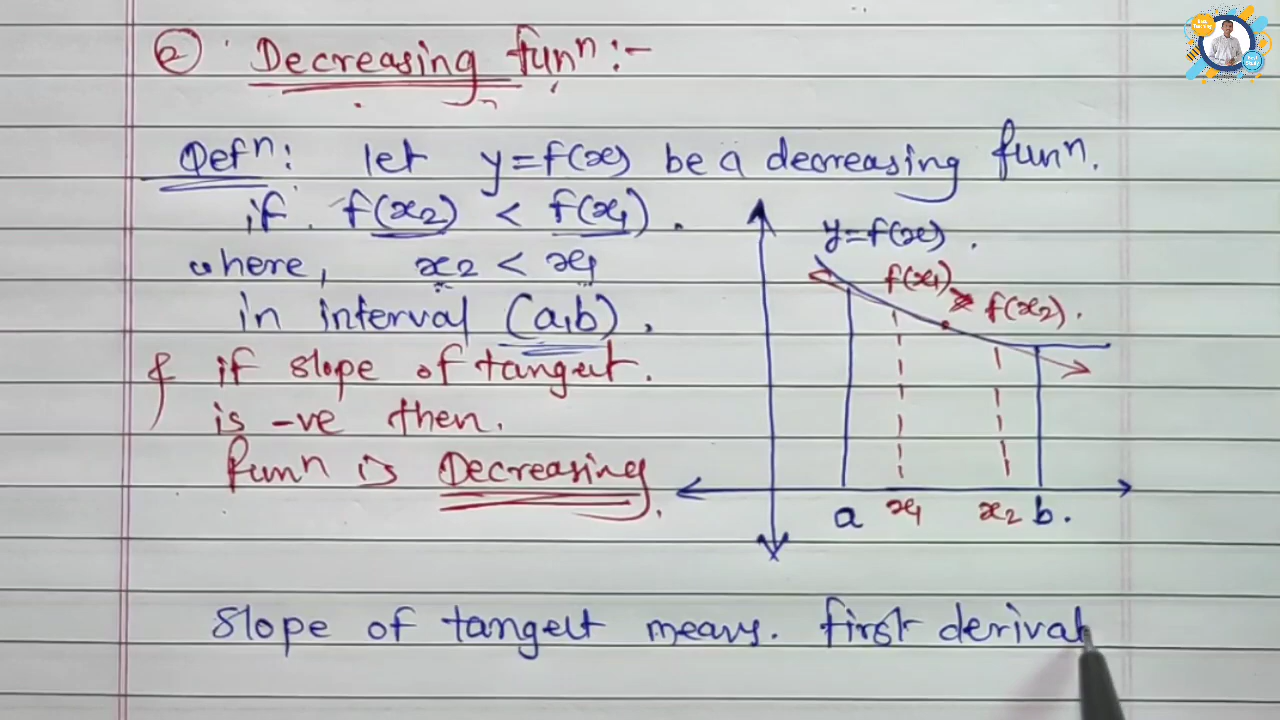 ② Decreasing funⁿ:-
Defⁿ: let y=f(x) be a decreasing funⁿ.
if f(x2) < f(x1).
where, x2 < x1
in interval (a,b).
& if slope of tangent.
is -ve then.
funⁿ is Decreasing.
y=f(x).
f(x1) > f(x2).
a x1 x2 b.
Slope of tangent means. first derivat